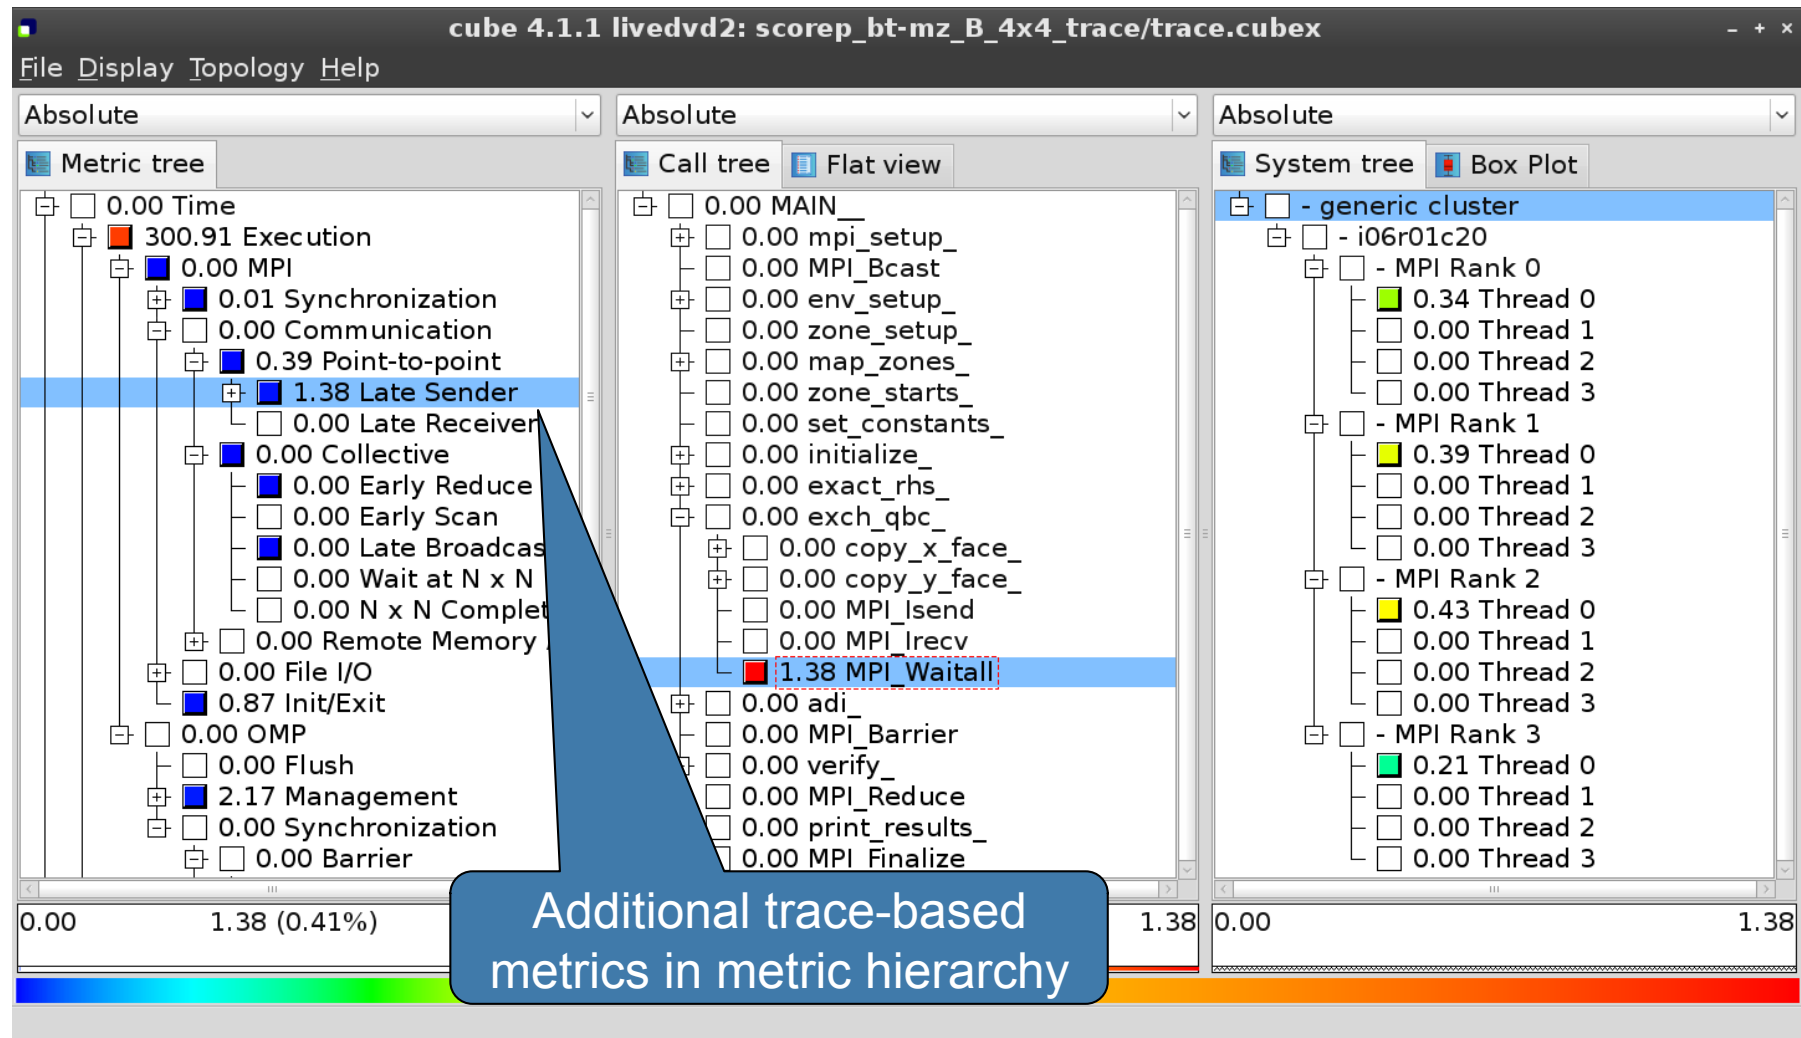 cube 4.1.1 livedvd2: scorep_bt-mz_B_4x4_trace/trace.cubex
File Display Topology Help
Absolute
Metric tree
0.00 Time
300.91 Execution
0.00 MPI
0.01 Synchronization
0.00 Communication
0.39 Point-to-point
1.38 Late Sender
0.00 Late Receiver
0.00 Collective
0.00 Early Reduce
0.00 Early Scan
0.00 Late Broadcas
0.00 Wait at N x N
0.00 N x N Complet
0.00 Remote Memory
0.00 File I/O
0.87 Init/Exit
0.00 OMP
0.00 Flush
2.17 Management
0.00 Synchronization
0.00 Barrier
0.00 1.38 (0.41%)
Absolute
Call tree Flat view
0.00 MAIN__
0.00 mpi_setup_
0.00 MPI_Bcast
0.00 env_setup_
0.00 zone_setup_
0.00 map_zones_
0.00 zone_starts_
0.00 set_constants_
0.00 initialize_
0.00 exact_rhs_
0.00 exch_qbc_
0.00 copy_x_face_
0.00 copy_y_face_
0.00 MPI_Isend
0.00 MPI_Irecv
1.38 MPI_Waitall
0.00 adi_
0.00 MPI_Barrier
0.00 verify_
0.00 MPI_Reduce
0.00 print_results_
0.00 MPI_Finalize
1.38
Absolute
System tree Box Plot
- generic cluster
- i06r01c20
- MPI Rank 0
0.34 Thread 0
0.00 Thread 1
0.00 Thread 2
0.00 Thread 3
- MPI Rank 1
0.39 Thread 0
0.00 Thread 1
0.00 Thread 2
0.00 Thread 3
- MPI Rank 2
0.43 Thread 0
0.00 Thread 1
0.00 Thread 2
0.00 Thread 3
- MPI Rank 3
0.21 Thread 0
0.00 Thread 1
0.00 Thread 2
0.00 Thread 3
0.00 1.38
Additional trace-based
metrics in metric hierarchy